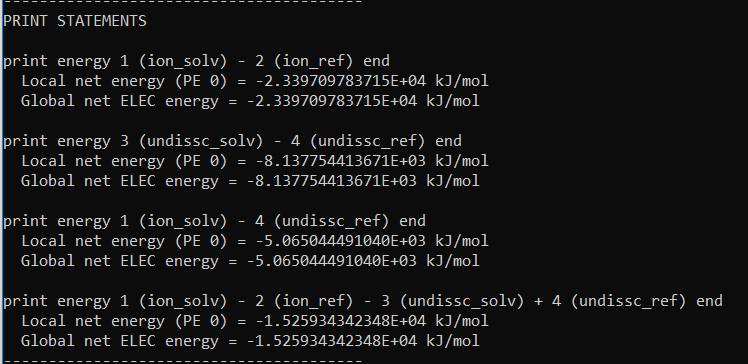 PRINT STATEMENTS
print energy 1 (ion_solv) - 2 (ion_ref) end
Local net energy (PE 0) = -2.339709783715E+04 kJ/mol
Global net ELEC energy = -2.339709783715E+04 kJ/mol
print energy 3 (undissc_solv) - 4 (undissc_ref) end
Local net energy (PE 0) = -8.137754413671E+03 kJ/mol
Global net ELEC energy = -8.137754413671E+03 kJ/mol
print energy 1 (ion_solv) - 4 (undissc_ref) end
Local net energy (PE 0) = -5.065044491040E+03 kJ/mol
Global net ELEC energy = -5.065044491040E+03 kJ/mol
print energy 1 (ion_solv) - 2 (ion_ref) - 3 (undissc_solv) + 4 (undissc_ref) end
Local net energy (PE 0) = -1.525934342348E+04 kJ/mol
Global net ELEC energy = -1.525934342348E+04 kJ/mol